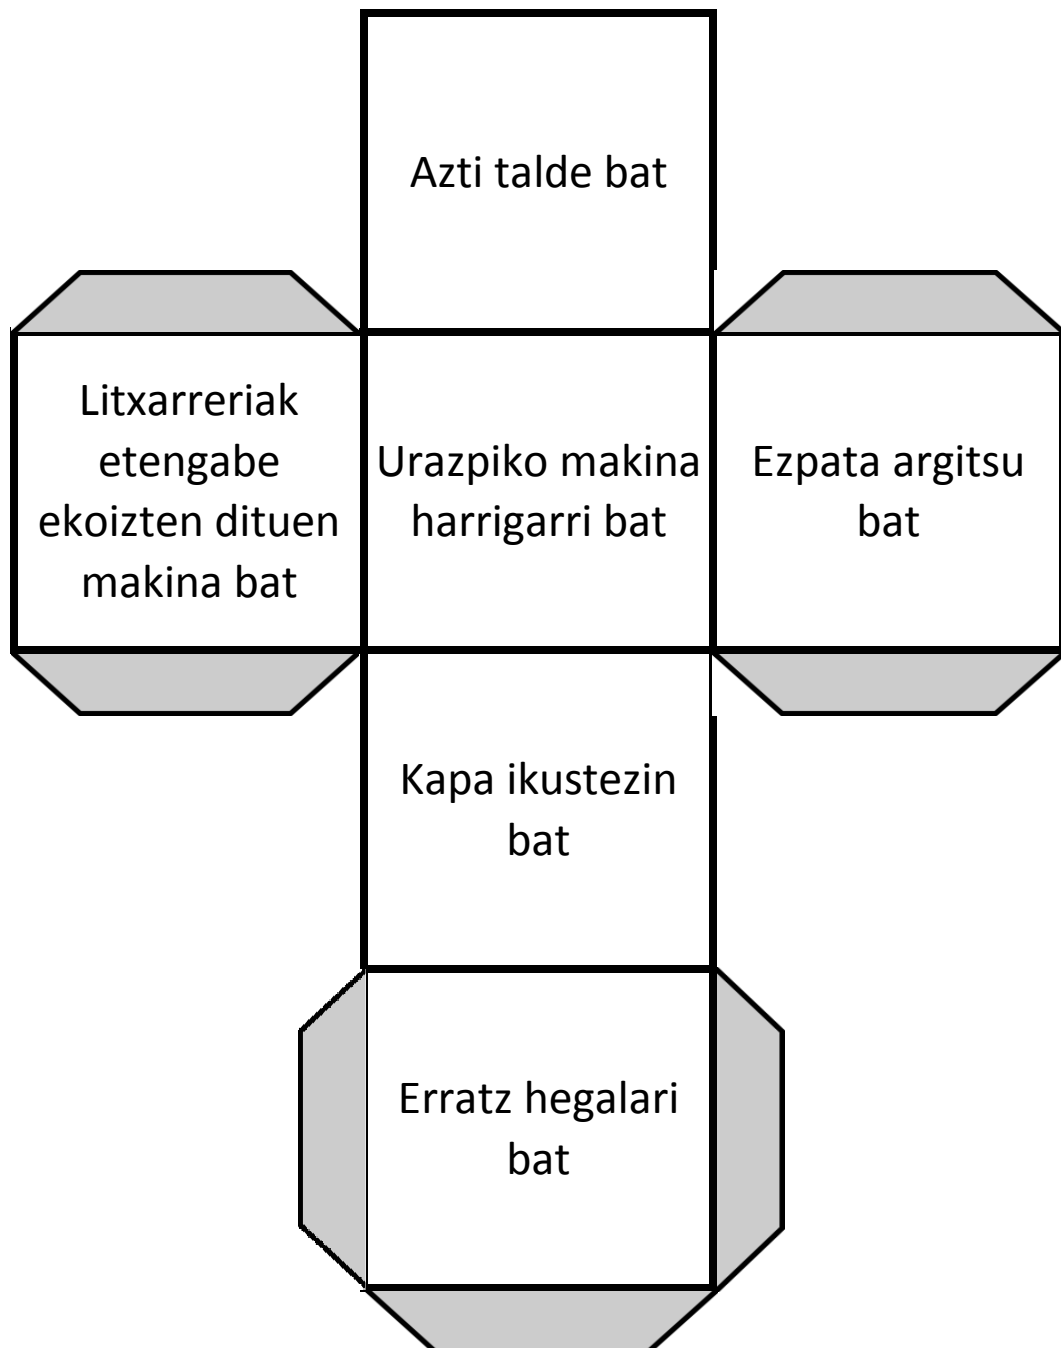 Azti talde bat
Litxarreriak
etengabe
ekoizten dituen
makina bat
Urazpiko makina
harrigarri bat
Ezpata argitsu
bat
Kapa ikustezin
bat
Erratz hegalari
bat